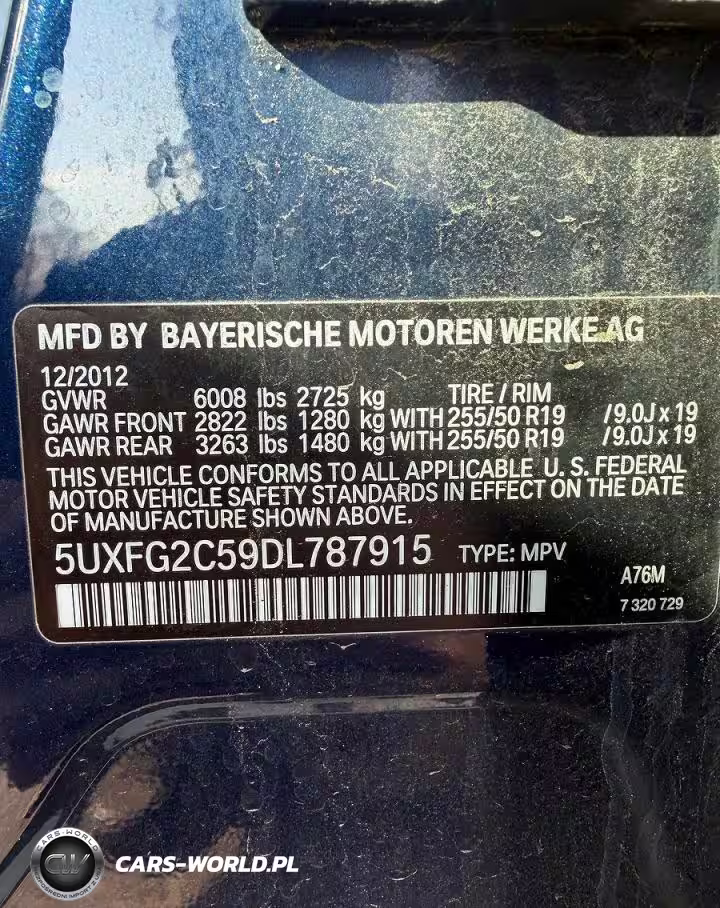 MFD BY BAYERISCHE MOTOREN WERKE AG
12/2012
GVWR 6008 lbs 2725 kg TIRE / RIM
GAWR FRONT 2822 lbs 1280 kg WITH 255/50 R19 /9.0J x 19
GAWR REAR 3263 lbs 1480 kg WITH 255/50 R19 /9.0J x 19
THIS VEHICLE CONFORMS TO ALL APPLICABLE U. S. FEDERAL
MOTOR VEHICLE SAFETY STANDARDS IN EFFECT ON THE DATE
OF MANUFACTURE SHOWN ABOVE.
5UXFG2C59DL787915 TYPE: MPV
A76M
7 320 729
CARS-WORLD
CARS-WORLD.PL